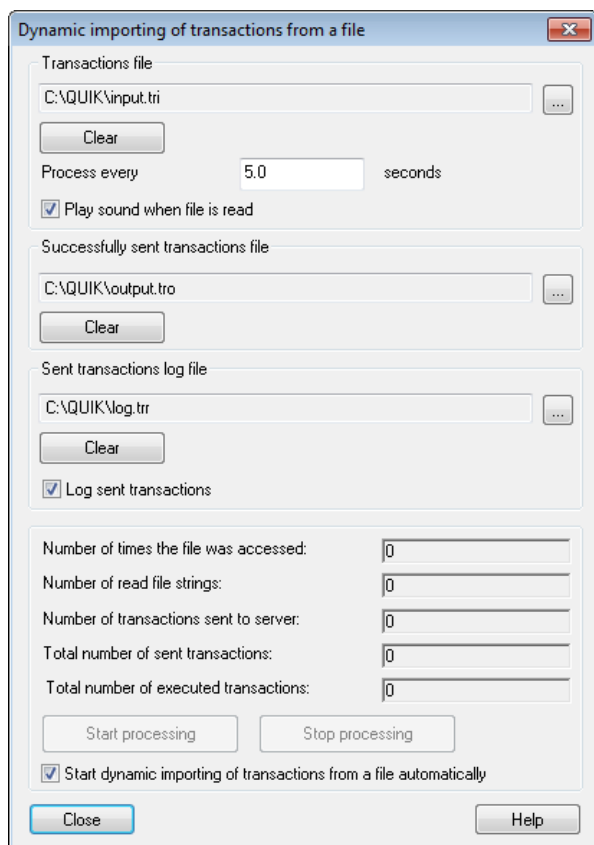 Dynamic importing of transactions from a file
Transactions file
C:\QUIK\input.tri
...
Clear
Process every 5.0 seconds
Play sound when file is read
Successfully sent transactions file
C:\QUIK\output.tro
...
Clear
Sent transactions log file
C:\QUIK\log.trr
...
Clear
Log sent transactions
Number of times the file was accessed: 0
Number of read file strings: 0
Number of transactions sent to server: 0
Total number of sent transactions: 0
Total number of executed transactions: 0
Start processing Stop processing
Start dynamic importing of transactions from a file automatically
Close Help